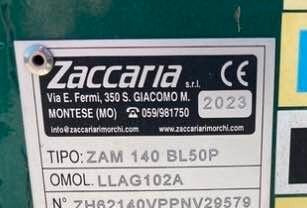 Zaccaria s.r.l. CE
Via E. Fermi, 350 S. GIACOMO M.
MONTESE (MO) ☎ 059/981750
2023
info@zaccariarimorchi.com
www.zaccariarimorchi.com
TIPO: ZAM 140 BL50P
OMOL. LLAG102A
N° ZH62140VPPNV29579